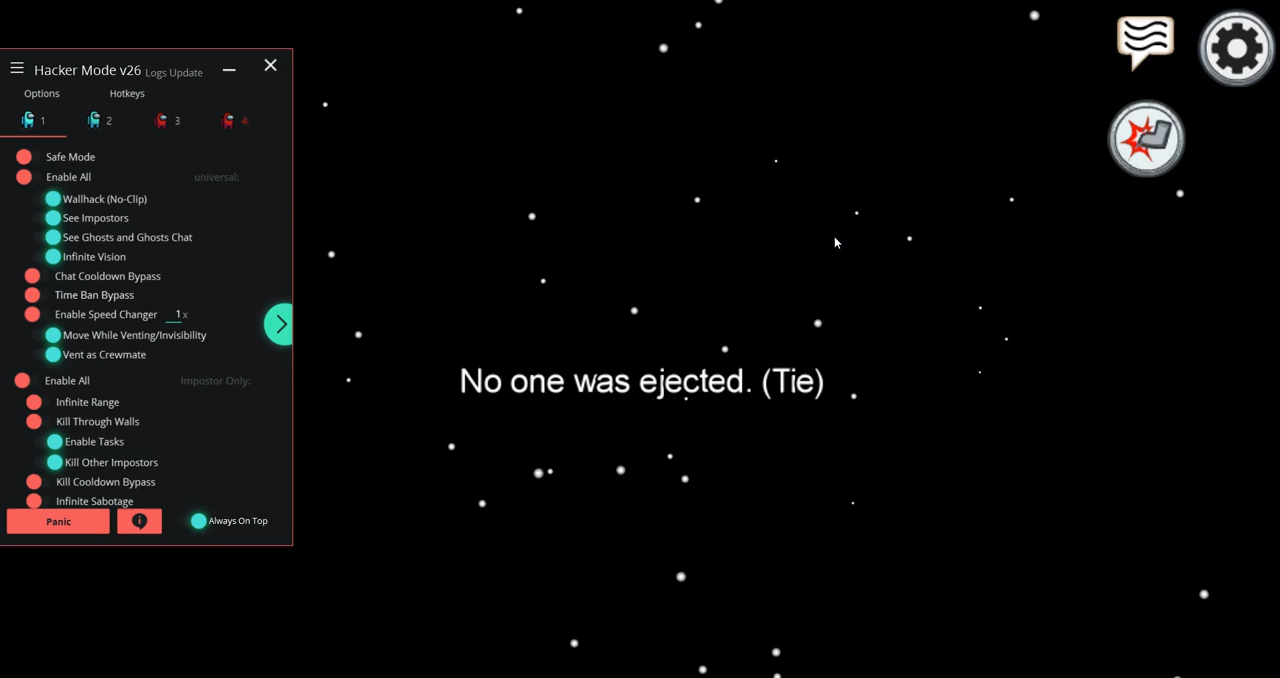 Hacker Mode v26 Logs Update
Options Hotkeys
1 2 3 4
Safe Mode
Enable All universal:
Wallhack (No-Clip)
See Impostors
See Ghosts and Ghosts Chat
Infinite Vision
Chat Cooldown Bypass
Time Ban Bypass
Enable Speed Changer 1x
Move While Venting/Invisibility
Vent as Crewmate
Enable All Impostor Only:
Infinite Range
Kill Through Walls
Enable Tasks
Kill Other Impostors
Kill Cooldown Bypass
Infinite Sabotage
Panic Always On Top
No one was ejected. (Tie)